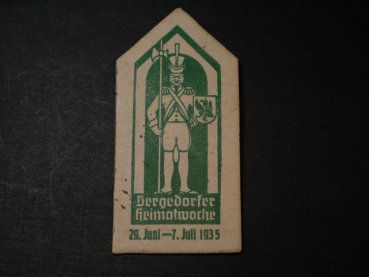 Bergedorfer
Heimatwoche
29. Juni—7. Juli 1935